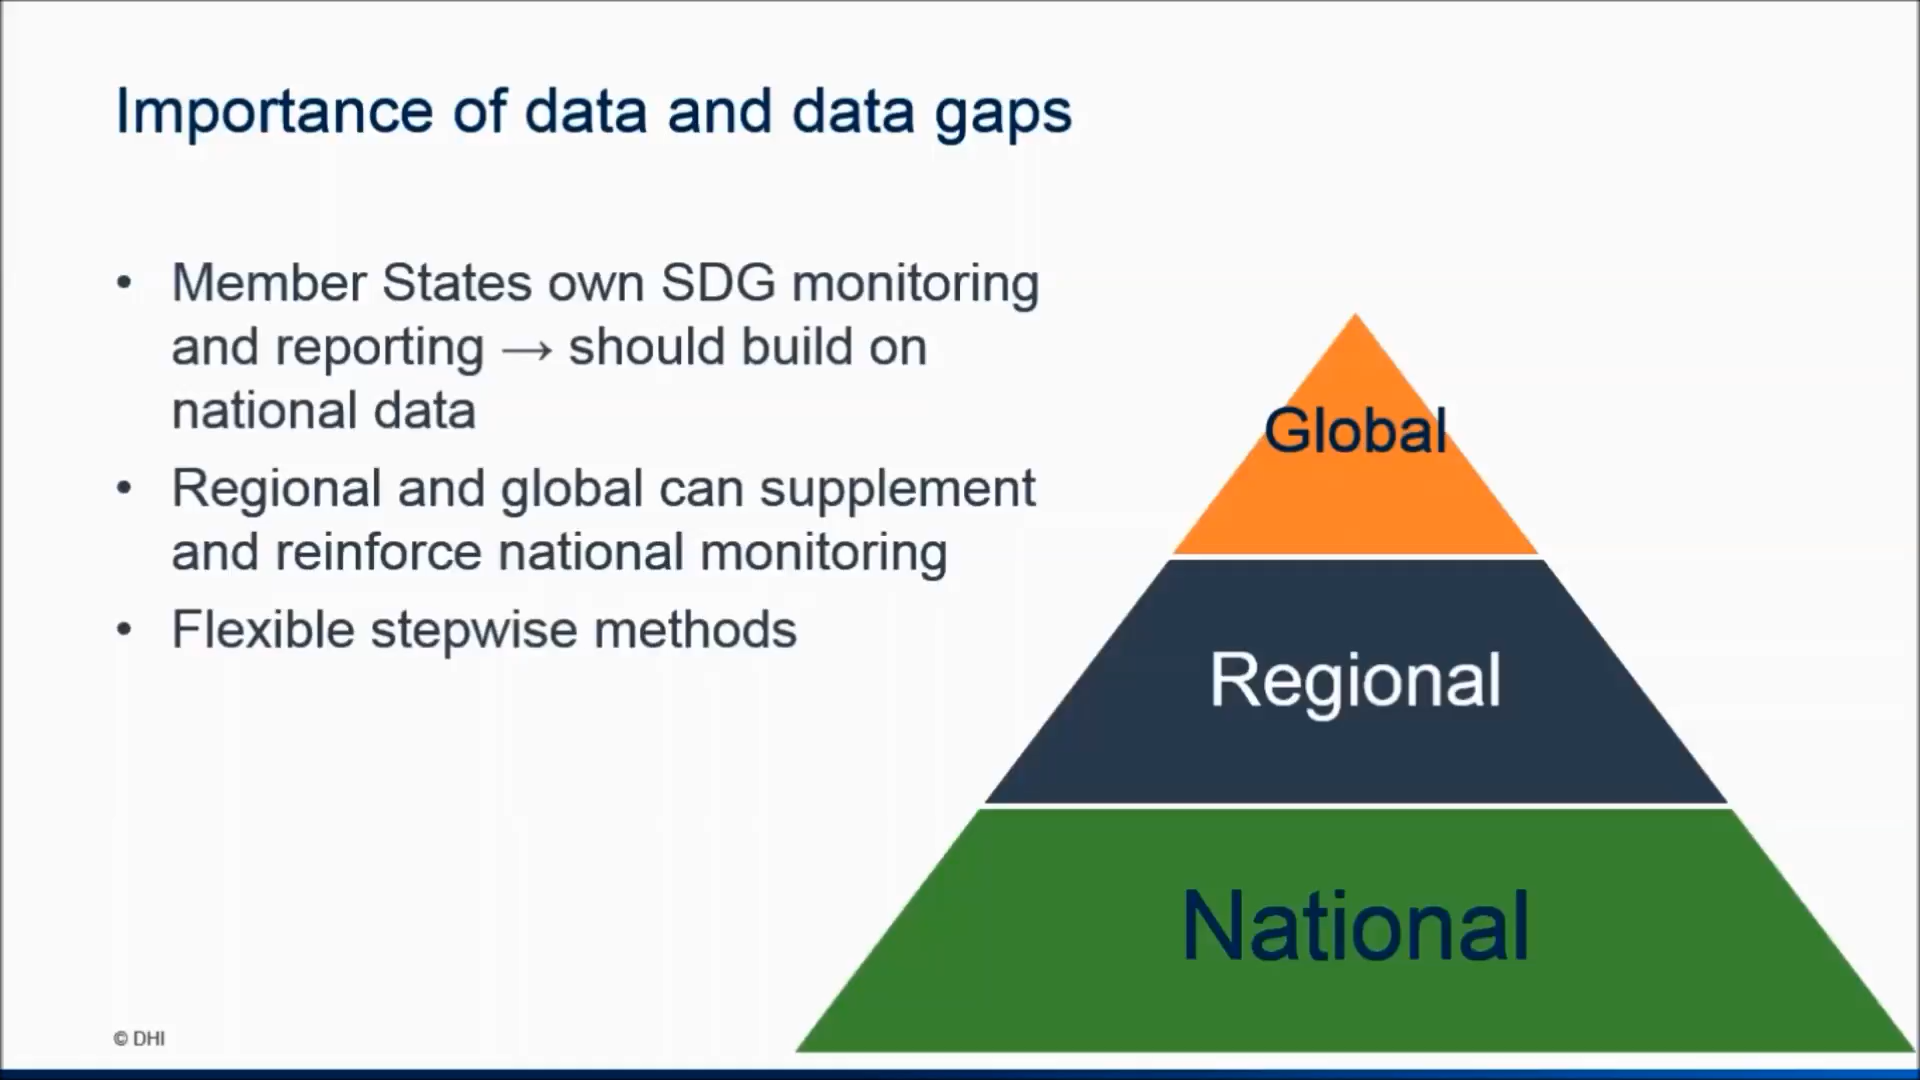 Importance of data and data gaps
• Member States own SDG monitoring
and reporting → should build on
national data
• Regional and global can supplement
and reinforce national monitoring
• Flexible stepwise methods
Global
Regional
National
© DHI